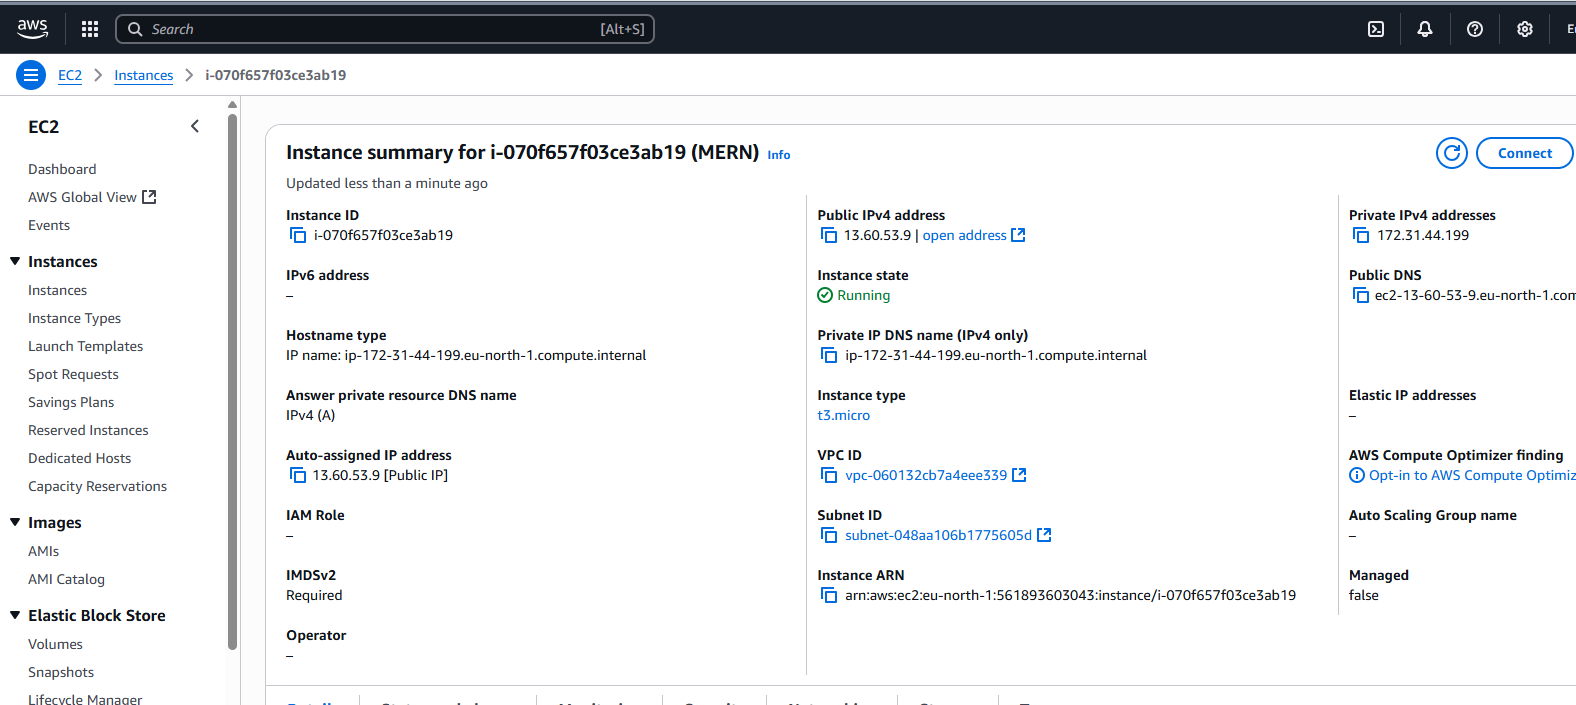 aws
Search [Alt+S]
EC2 Instances i-070f657f03ce3ab19
EC2
Dashboard
AWS Global View
Events
Instances
Instances
Instance Types
Launch Templates
Spot Requests
Savings Plans
Reserved Instances
Dedicated Hosts
Capacity Reservations
Images
AMIs
AMI Catalog
Elastic Block Store
Volumes
Snapshots
Lifecycle Manager
Instance summary for i-070f657f03ce3ab19 (MERN) Info
Connect
Updated less than a minute ago
Instance ID
i-070f657f03ce3ab19
IPv6 address
–
Hostname type
IP name: ip-172-31-44-199.eu-north-1.compute.internal
Answer private resource DNS name
IPv4 (A)
Auto-assigned IP address
13.60.53.9 [Public IP]
IAM Role
–
IMDSv2
Required
Operator
–
Public IPv4 address
13.60.53.9 | open address
Instance state
Running
Private IP DNS name (IPv4 only)
ip-172-31-44-199.eu-north-1.compute.internal
Instance type
t3.micro
VPC ID
vpc-060132cb7a4eee339
Subnet ID
subnet-048aa106b1775605d
Instance ARN
arn:aws:ec2:eu-north-1:561893603043:instance/i-070f657f03ce3ab19
Private IPv4 addresses
172.31.44.199
Public DNS
ec2-13-60-53-9.eu-north-1.com
Elastic IP addresses
–
AWS Compute Optimizer finding
Opt-in to AWS Compute Optimiz
Auto Scaling Group name
–
Managed
false